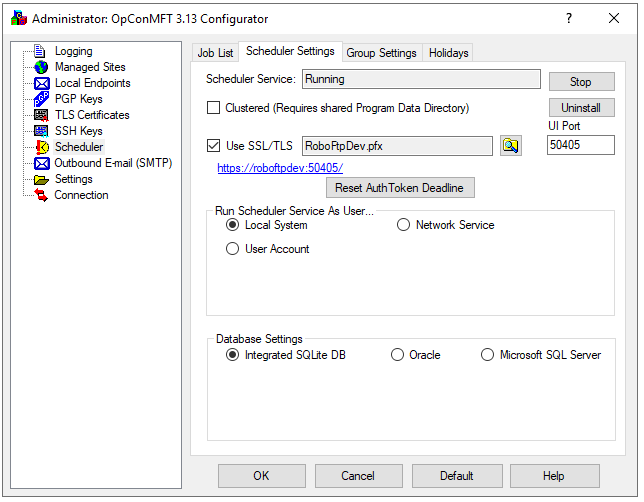 Administrator: OpConMFT 3.13 Configurator
?
Logging
Managed Sites
Local Endpoints
PGP Keys
TLS Certificates
SSH Keys
Scheduler
Outbound E-mail (SMTP)
Settings
Connection
Job List Scheduler Settings Group Settings Holidays
Scheduler Service: Running Stop
Clustered (Requires shared Program Data Directory) Uninstall
UI Port
Use SSL/TLS RoboFtpDev.pfx 50405
https://roboftpdev:50405/
Reset AuthToken Deadline
Run Scheduler Service As User...
Local System Network Service
User Account
Database Settings
Integrated SQLite DB Oracle Microsoft SQL Server
OK Cancel Default Help